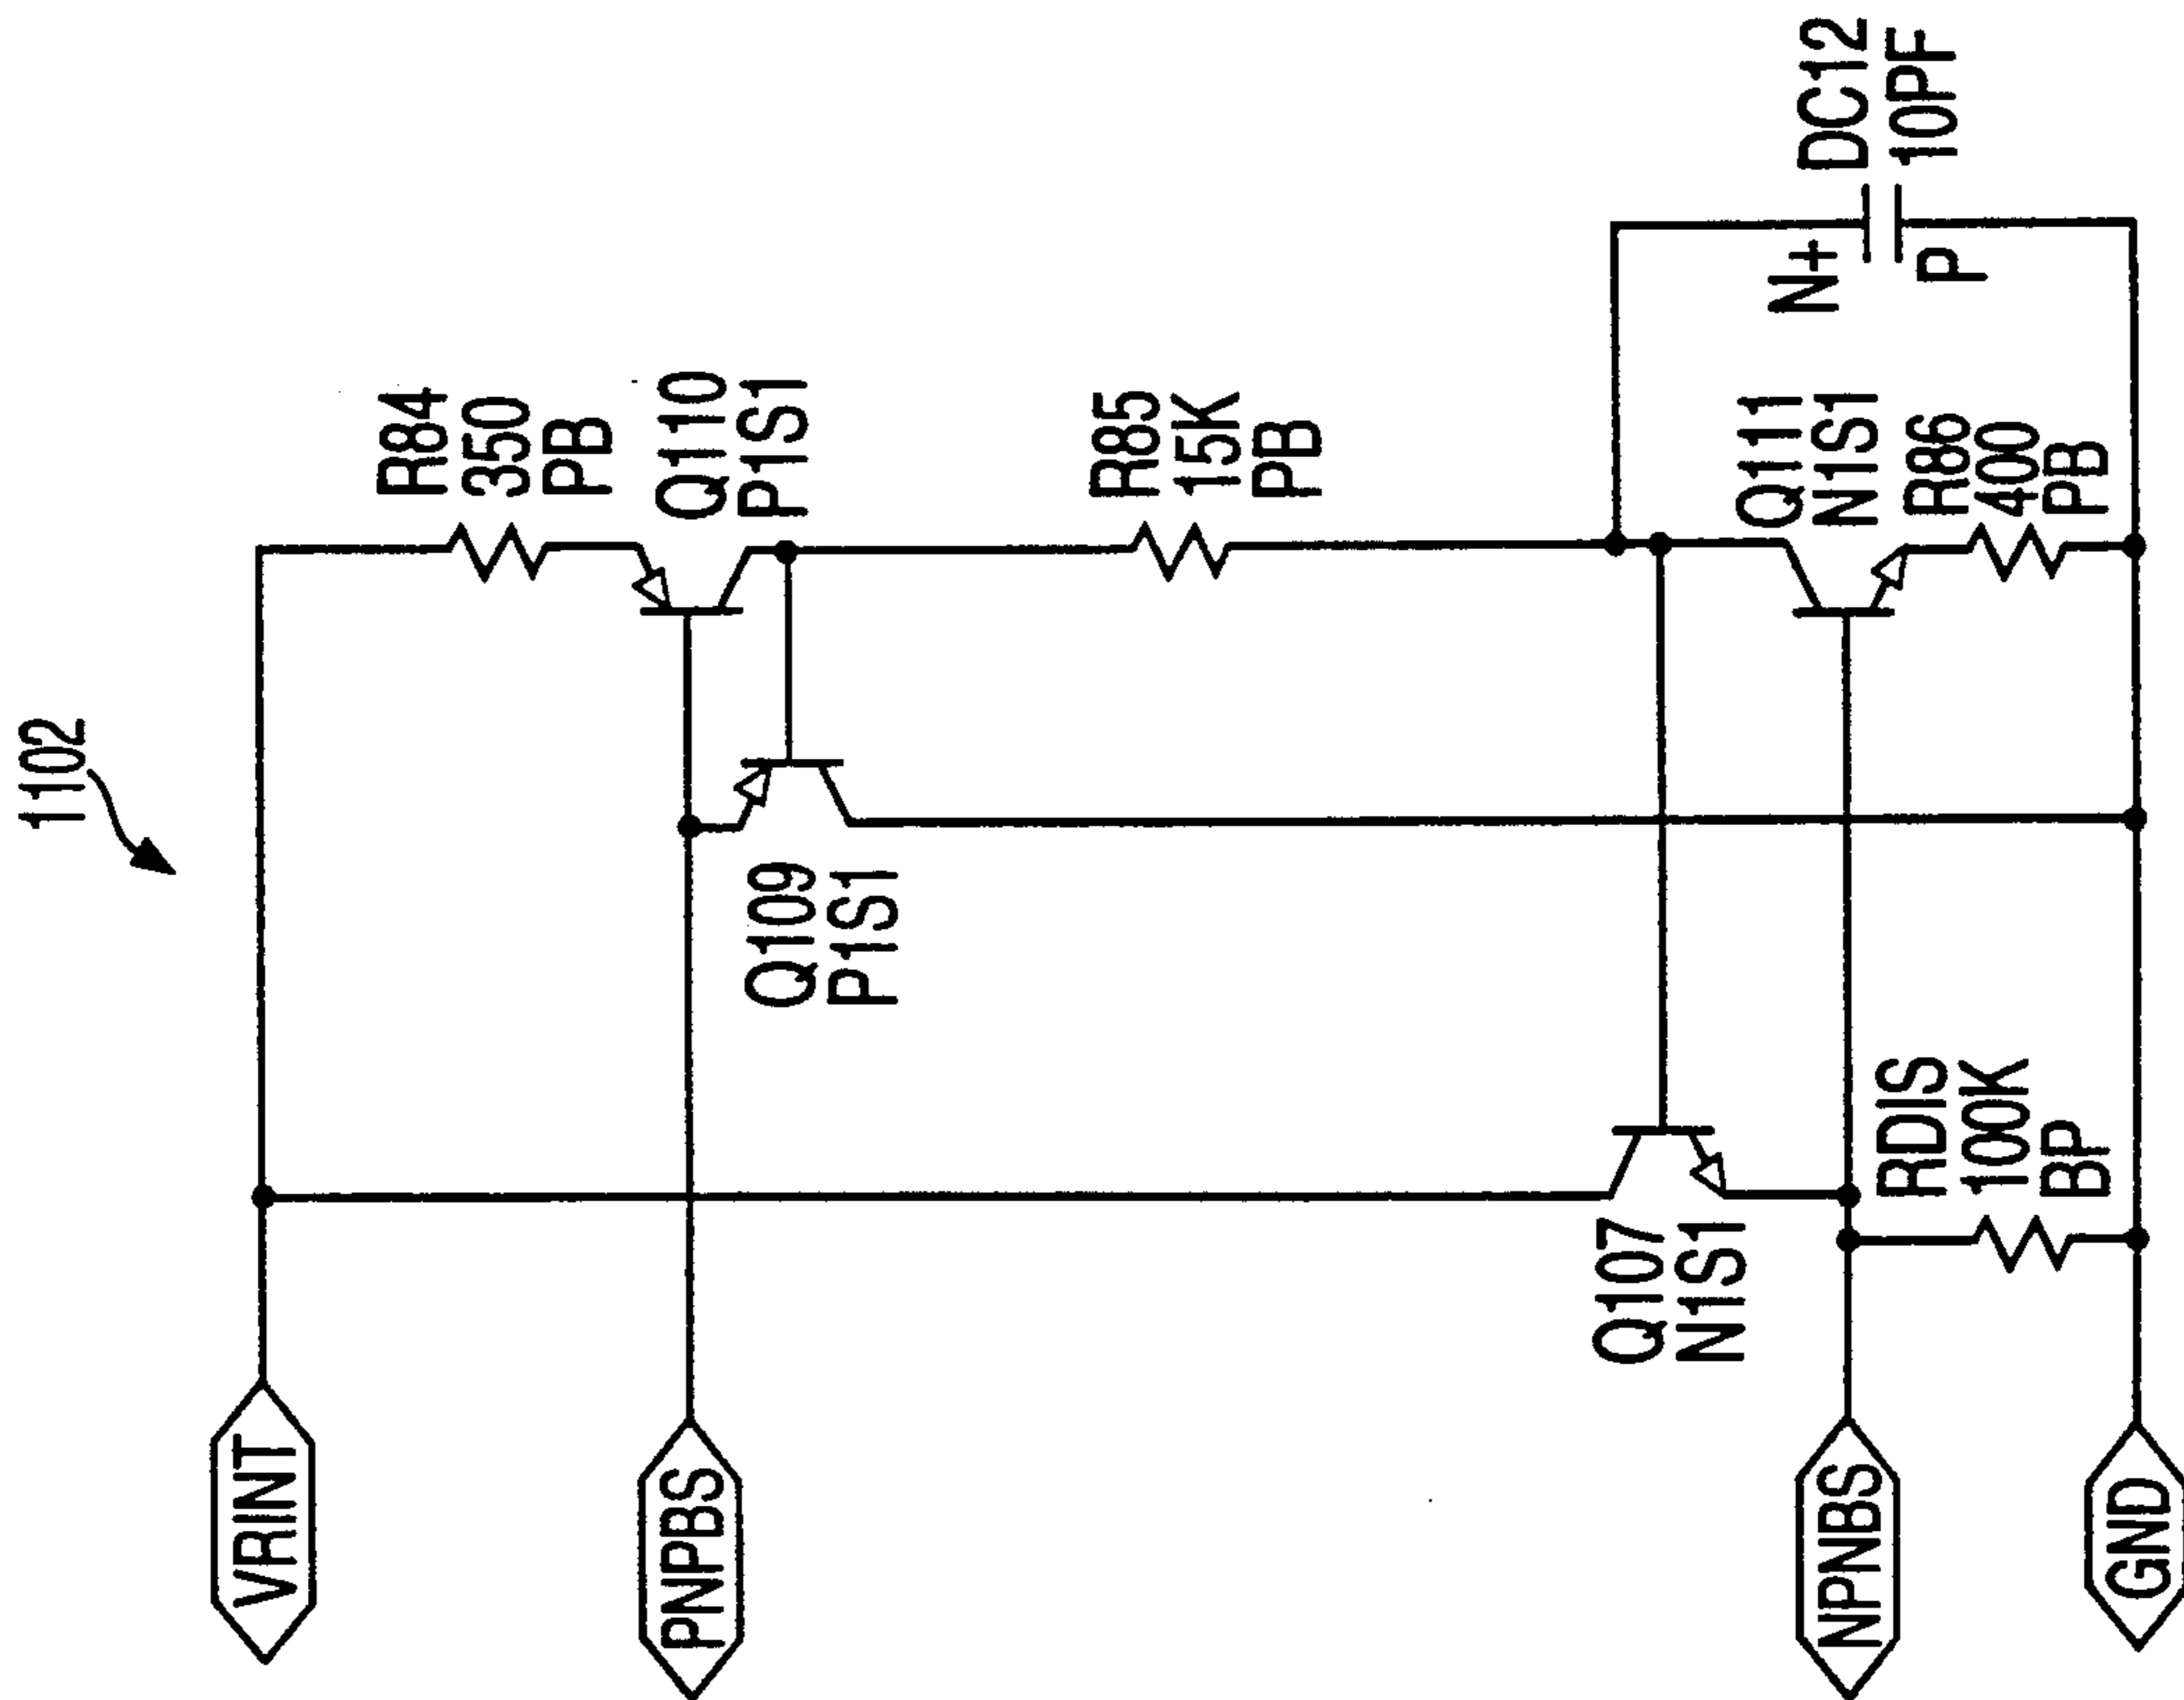 1102
R84
350
PB
Q110
P1S1
R85
15K
PB
DC12
10PF
N+
P
Q111
N1S1
R86
400
PB
Q109
P1S1
Q107
N1S1
RDIS
100K
BP
VRINT
PNPBS
NPNBS
GND